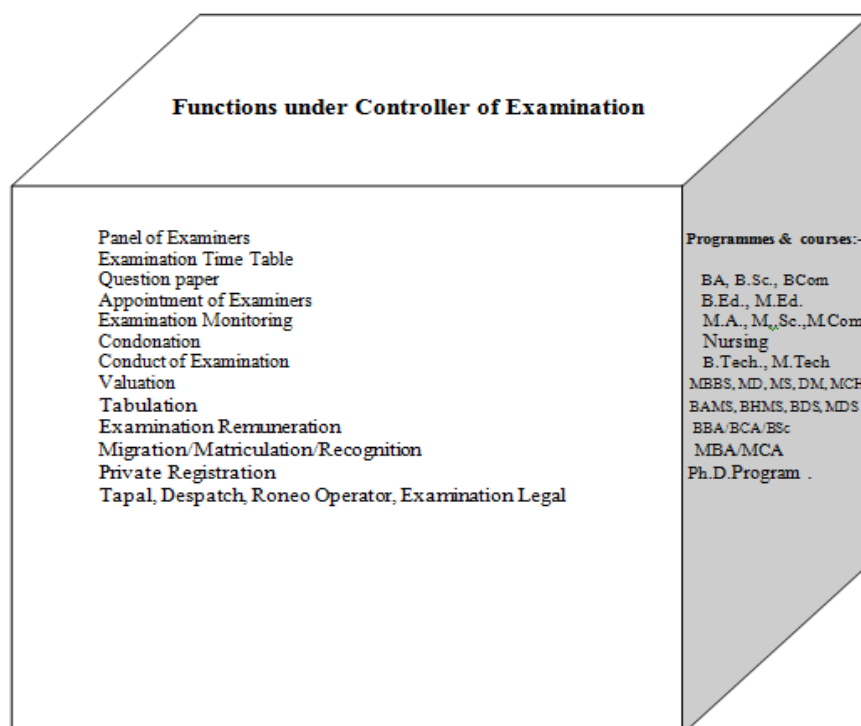 Functions under Controller of Examination
Panel of Examiners
Examination Time Table
Question paper
Appointment of Examiners
Examination Monitoring
Condonation
Conduct of Examination
Valuation
Tabulation
Examination Remuneration
Migration/Matriculation/Recognition
Private Registration
Tapal, Despatch, Roneo Operator, Examination Legal
Programmes & courses:-
BA, B.Sc., BCom
B.Ed., M.Ed.
M.A., M,.Sc.,M.Com
Nursing
B.Tech., M.Tech
MBBS, MD, MS, DM, MCH
BAMS, BHMS, BDS, MDS
BBA/BCA/BSc
MBA/MCA
Ph.D.Program .